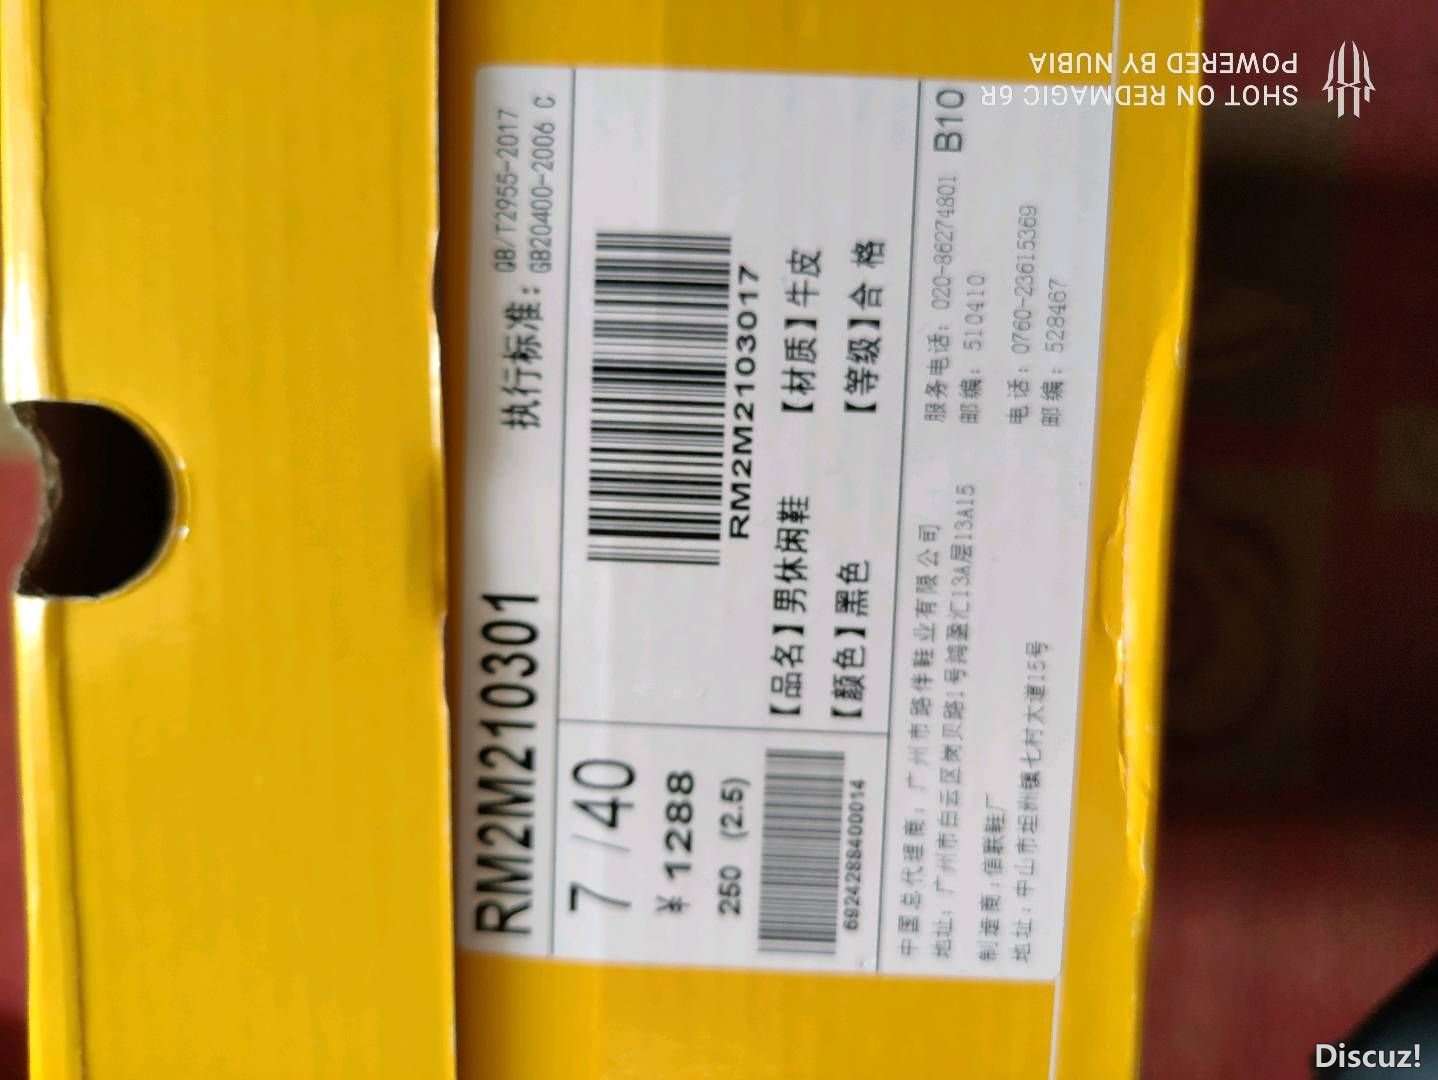 RM2M210301
执行标准：
QB/T2955-2017
GB20400-2006 C
7/40
¥1288
250 (2.5)
6924288400014
RM2M2103017
【品名】男休闲鞋
【材质】牛皮
【颜色】黑色
【等级】合格
中国总代理商：广州市路伴鞋业有限公司
服务电话：020-86274801
B10
地址：广州市白云区岗贝路1号鸿盈汇13A层13A15
邮编：510410
制造商：信联鞋厂
电话：0760-23615369
地址：中山市坦洲镇七村大道15号
邮编：528467
SHOT ON REDMAGIC 6R
POWERED BY NUBIA
Discuz!